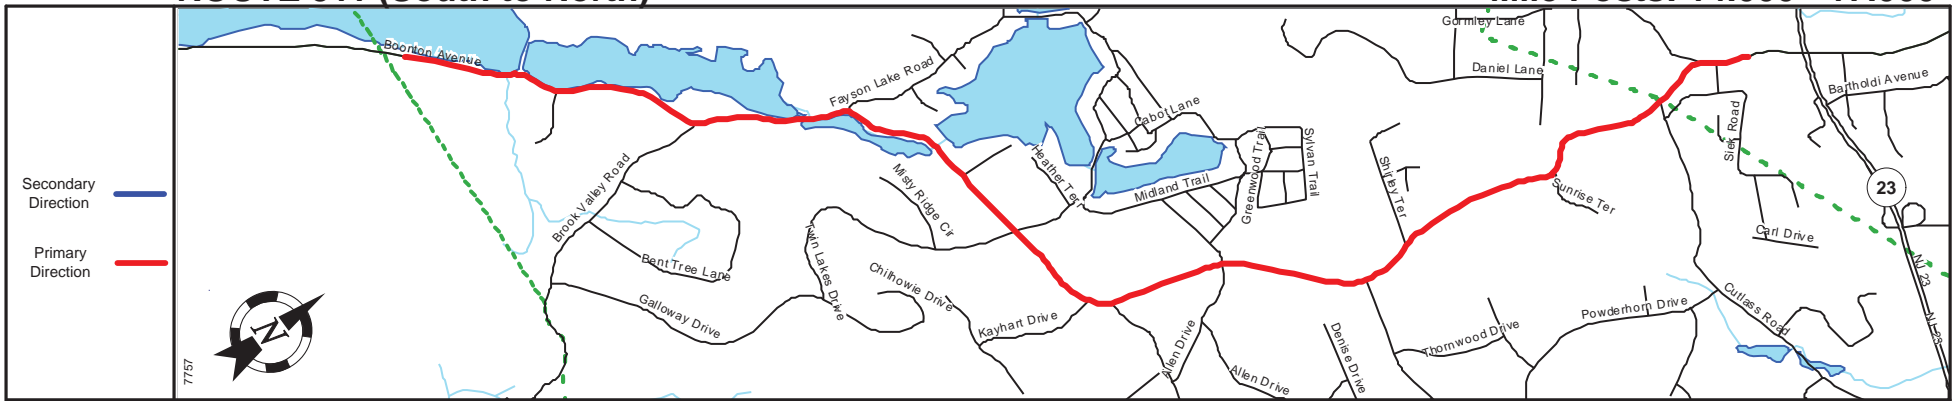 Secondary
Direction
Primary
Direction
7757
N
Boonton Avenue
Fayson Lake Road
Brook Valley Road
Bent Tree Lane
Galloway Drive
Twin Lakes Drive
Chilhowie Drive
Misty Ridge Cir
Kayhart Drive
Heather Ter
Cabot Lane
Midland Trail
Greenwood Trail
Sylvan Trail
Shirley Ter
Allen Drive
Allen Drive
Denise Drive
Thornwood Drive
Powderhorn Drive
Sunrise Ter
Gormley Lane
Daniel Lane
Siek Road
Bartholdi Avenue
Carl Drive
Cutlass Road
23
NJ 23
NJ 23